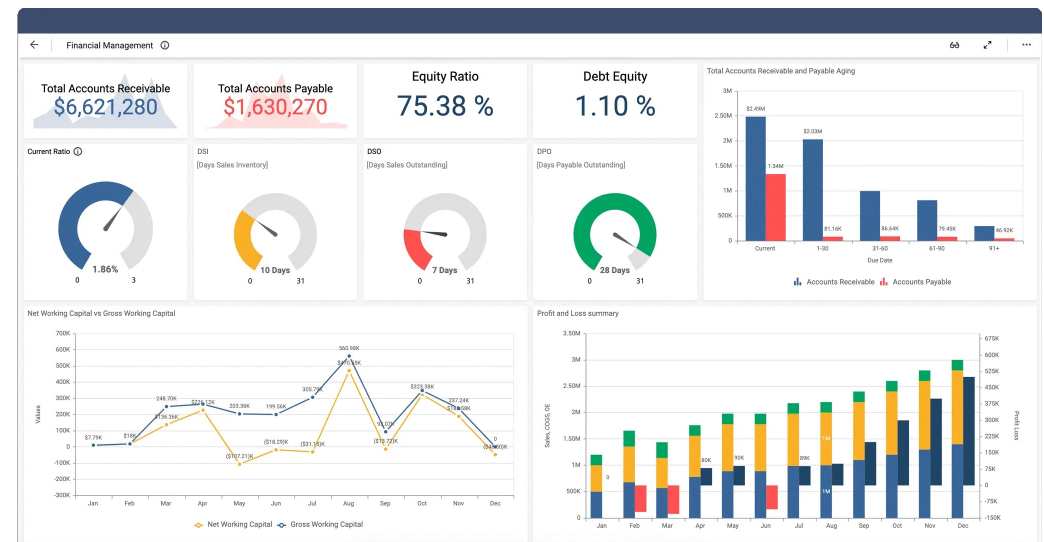 Financial Management
Total Accounts Receivable
$6,621,280
Total Accounts Payable
$1,630,270
Equity Ratio
75.38 %
Debt Equity
1.10 %
Total Accounts Receivable and Payable Aging
3M
2.50M
2M
1.50M
1M
500K
0
$2.49M
1.34M
$2.03M
81.16K
86.64K
79.45K
46.92K
Current
1-30
31-60
61-90
91+
Due Date
Accounts Receivable
Accounts Payable
Current Ratio
1.86%
0
3
DSI
[Days Sales Inventory]
10 Days
0
31
DSO
[Days Sales Outstanding]
7 Days
0
31
DPO
[Days Payable Outstanding]
28 Days
0
31
Net Working Capital vs Gross Working Capital
700K
600K
500K
400K
300K
200K
100K
0
-100K
-200K
-300K
Values
$7.79K
$18K
248.70K
$136.36K
$226.12K
203.36K
($107.21)K
199.56K
($18.29)K
305.79K
($31.15)K
560.98K
$323.38K
237.24K
0
Jan
Feb
Mar
Apr
May
Jun
Jul
Aug
Sep
Oct
Nov
Dec
Net Working Capital
Gross Working Capital
Profit and Loss summary
3.50M
3M
2.50M
2M
1.50M
1M
500K
0
Sales, COGS, OE
0
80K
90K
89K
1M
1M
675K
600K
525K
450K
375K
300K
225K
150K
75K
0
-75K
-150K
Profit Loss
Jan
Feb
Mar
Apr
May
Jun
Jul
Aug
Sep
Oct
Nov
Dec